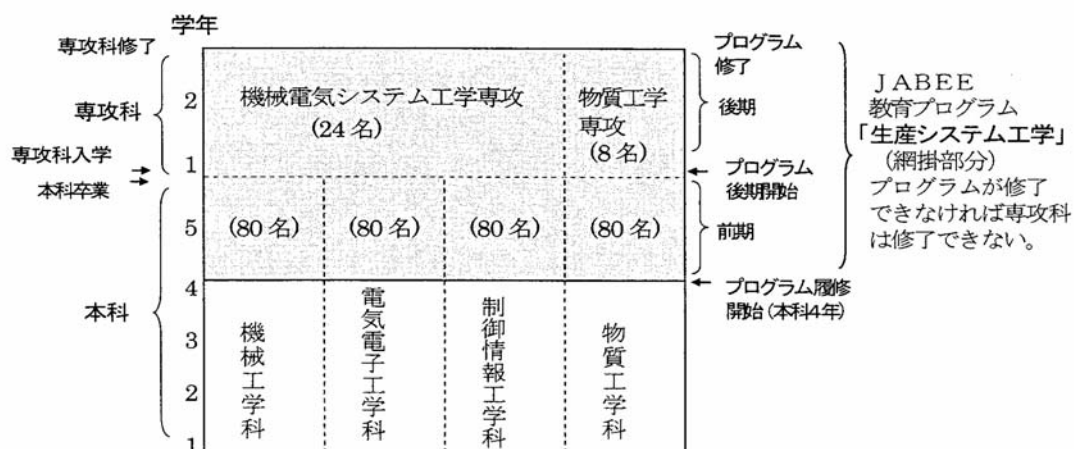 学年
専攻科修了
専攻科
専攻科入学
本科卒業
本科
2
1
5
4
3
2
1
機械電気システム工学専攻
(24名)
物質工学
専攻
(8名)
(80名)
(80名)
(80名)
(80名)
機械工学科
電気電子工学科
制御情報工学科
物質工学科
プログラム
修了
後期
プログラム
後期開始
前期
プログラム履修
開始(本科4年)
JABEE
教育プログラム
「生産システム工学」
(網掛部分)
プログラムが修了
できなければ専攻科
は修了できない。